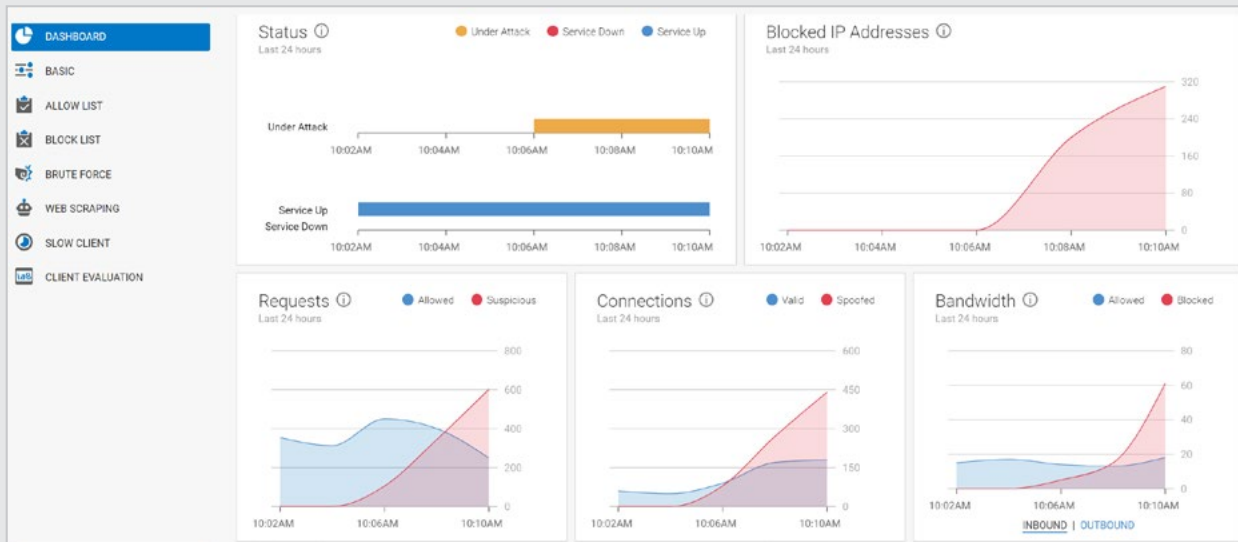 DASHBOARD
BASIC
ALLOW LIST
BLOCK LIST
BRUTE FORCE
WEB SCRAPING
SLOW CLIENT
CLIENT EVALUATION
Status
Under Attack Service Down Service Up
Last 24 hours
Under Attack
10:02AM 10:04AM 10:06AM 10:08AM 10:10AM
Service Up
Service Down
10:02AM 10:04AM 10:06AM 10:08AM 10:10AM
Blocked IP Addresses
Last 24 hours
320
240
160
80
0
10:02AM 10:04AM 10:06AM 10:08AM 10:10AM
Requests
Allowed Suspicious
Last 24 hours
800
600
400
200
0
10:02AM 10:06AM 10:10AM
Connections
Valid Spoofed
Last 24 hours
600
450
300
150
0
10:02AM 10:06AM 10:10AM
Bandwidth
Allowed Blocked
Last 24 hours
80
60
40
20
0
10:02AM 10:06AM 10:10AM
INBOUND | OUTBOUND